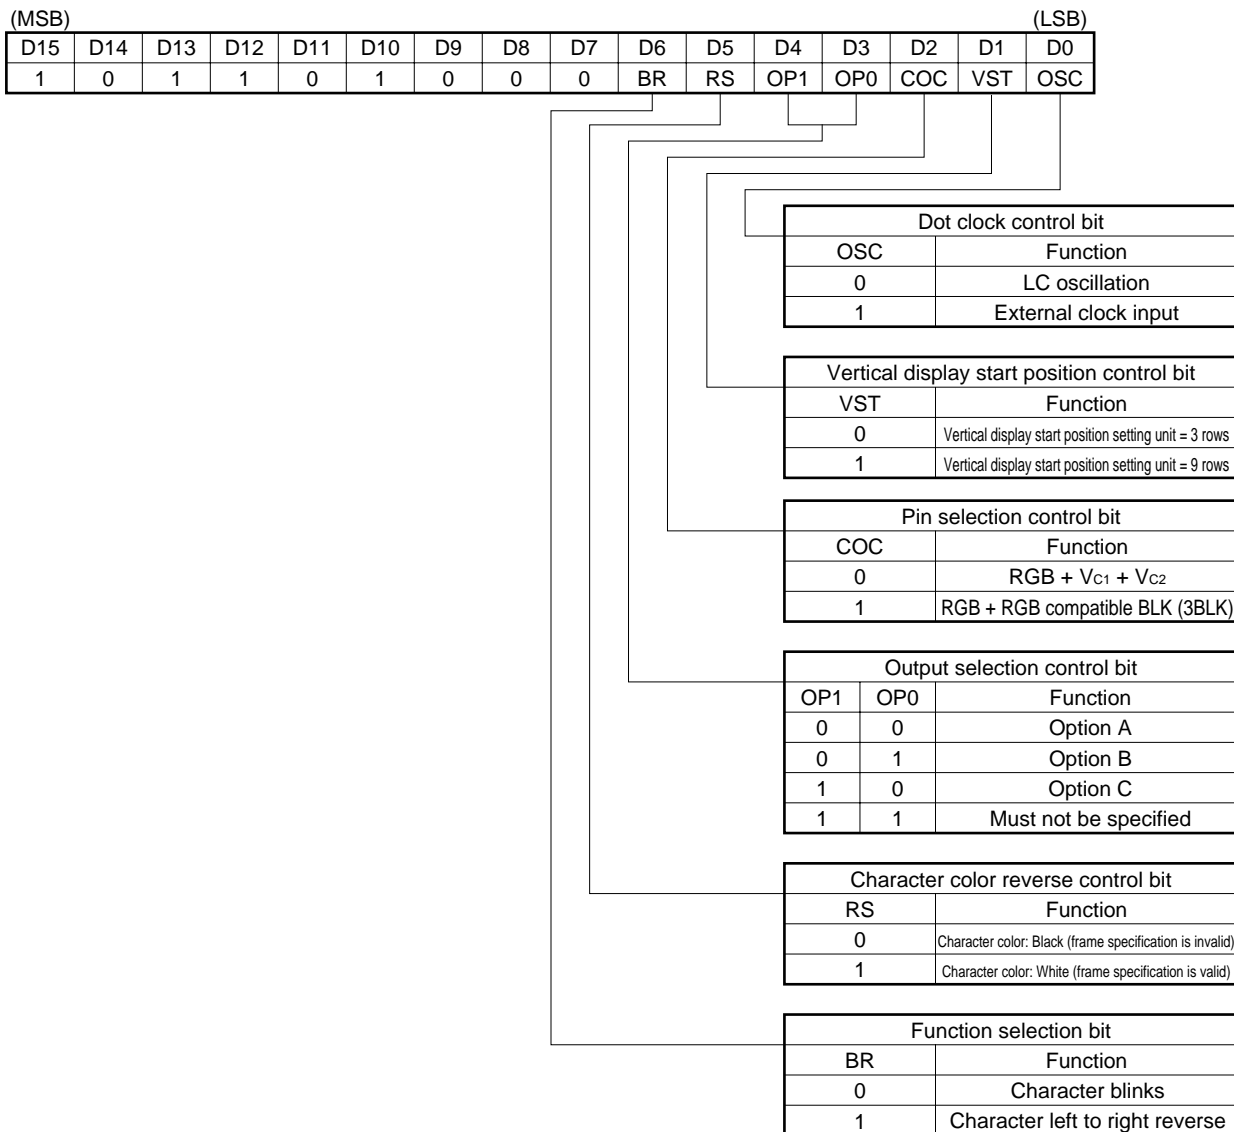 (MSB) (LSB)
D15 D14 D13 D12 D11 D10 D9 D8 D7 D6 D5 D4 D3 D2 D1 D0
1 0 1 1 0 1 0 0 0 BR RS OP1 OP0 COC VST OSC
Dot clock control bit
OSC Function
0 LC oscillation
1 External clock input
Vertical display start position control bit
VST Function
0 Vertical display start position setting unit = 3 rows
1 Vertical display start position setting unit = 9 rows
Pin selection control bit
COC Function
0 RGB + VC1 + VC2
1 RGB + RGB compatible BLK (3BLK)
Output selection control bit
OP1 OP0 Function
0 0 Option A
0 1 Option B
1 0 Option C
1 1 Must not be specified
Character color reverse control bit
RS Function
0 Character color: Black (frame specification is invalid)
1 Character color: White (frame specification is valid)
Function selection bit
BR Function
0 Character blinks
1 Character left to right reverse